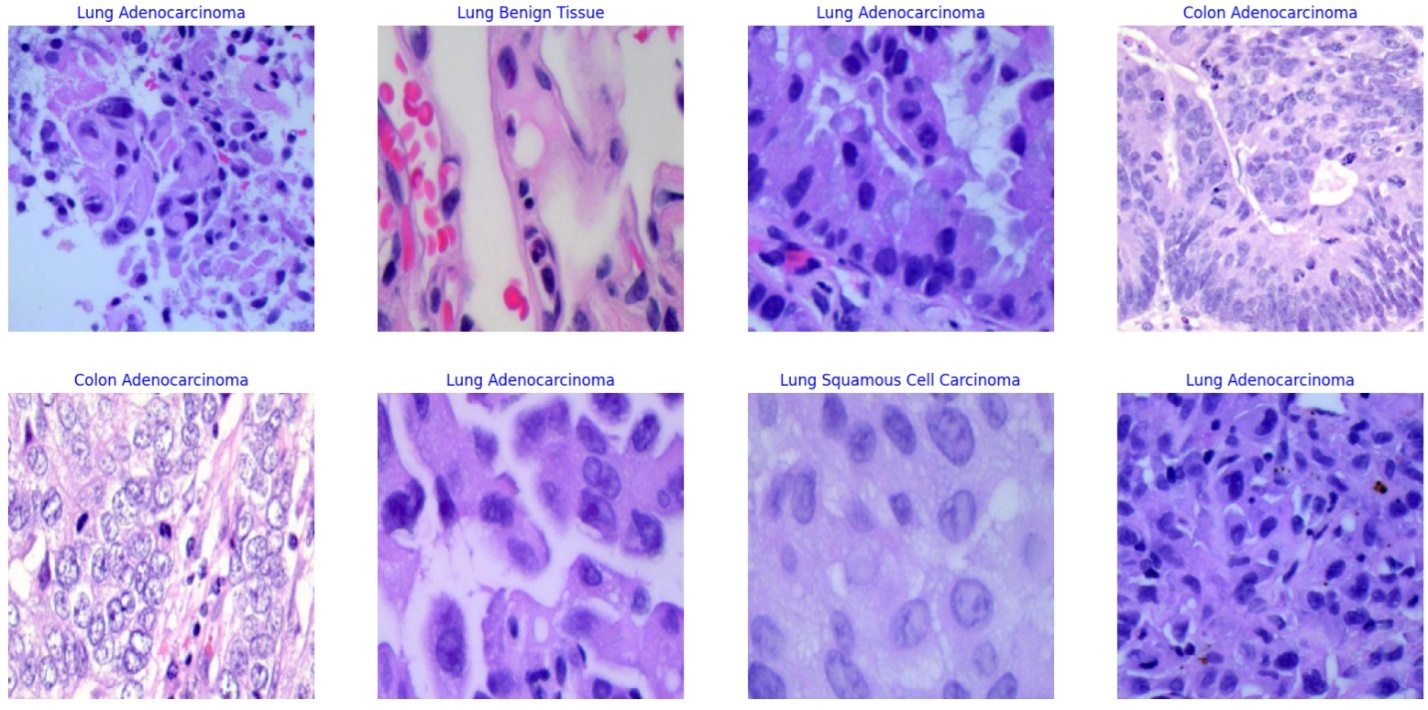 Lung Adenocarcinoma
Lung Benign Tissue
Lung Adenocarcinoma
Colon Adenocarcinoma
Colon Adenocarcinoma
Lung Adenocarcinoma
Lung Squamous Cell Carcinoma
Lung Adenocarcinoma